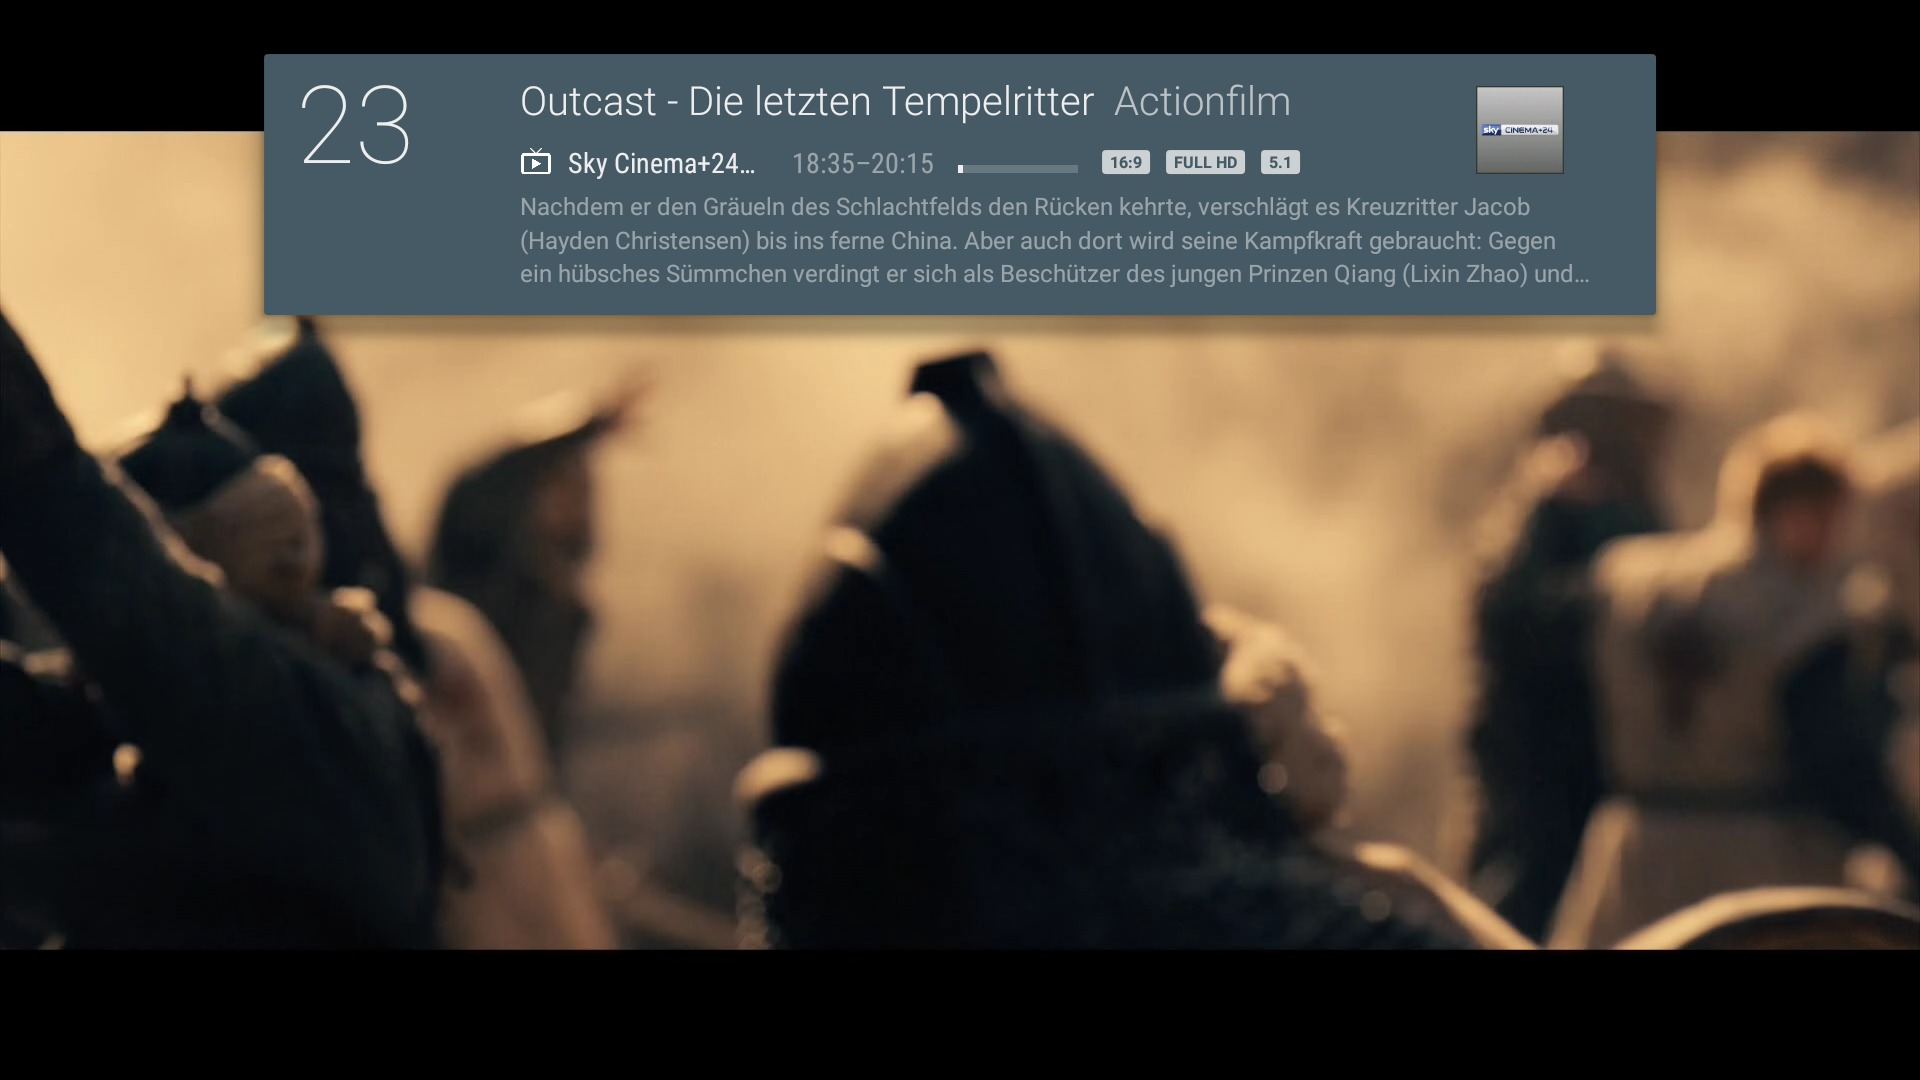 23
Outcast - Die letzten Tempelritter Actionfilm
Sky Cinema+24… 18:35–20:15 16:9 FULL HD 5.1
sky CINEMA+24
Nachdem er den Gräueln des Schlachtfelds den Rücken kehrte, verschlägt es Kreuzritter Jacob
(Hayden Christensen) bis ins ferne China. Aber auch dort wird seine Kampfkraft gebraucht: Gegen
ein hübsches Sümmchen verdingt er sich als Beschützer des jungen Prinzen Qiang (Lixin Zhao) und…